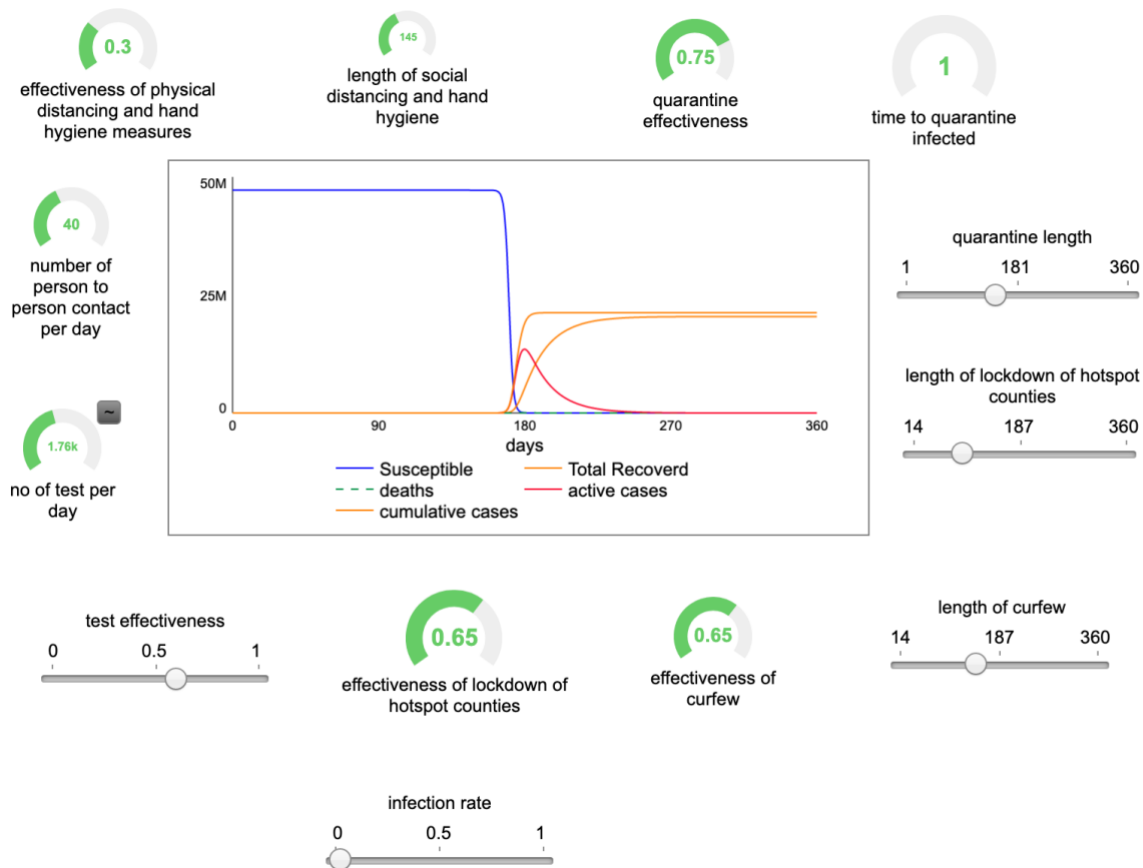 0.3
effectiveness of physical
distancing and hand
hygiene measures
145
length of social
distancing and hand
hygiene
0.75
quarantine
effectiveness
1
time to quarantine
infected
40
number of
person to
person contact
per day
1.76k
~
no of test per
day
50M
25M
0
0 90 180 270 360
days
Susceptible Total Recoverd
deaths active cases
cumulative cases
quarantine length
1 181 360
length of lockdown of hotspot
counties
14 187 360
test effectiveness
0 0.5 1
0.65
effectiveness of lockdown of
hotspot counties
0.65
effectiveness of
curfew
length of curfew
14 187 360
infection rate
0 0.5 1